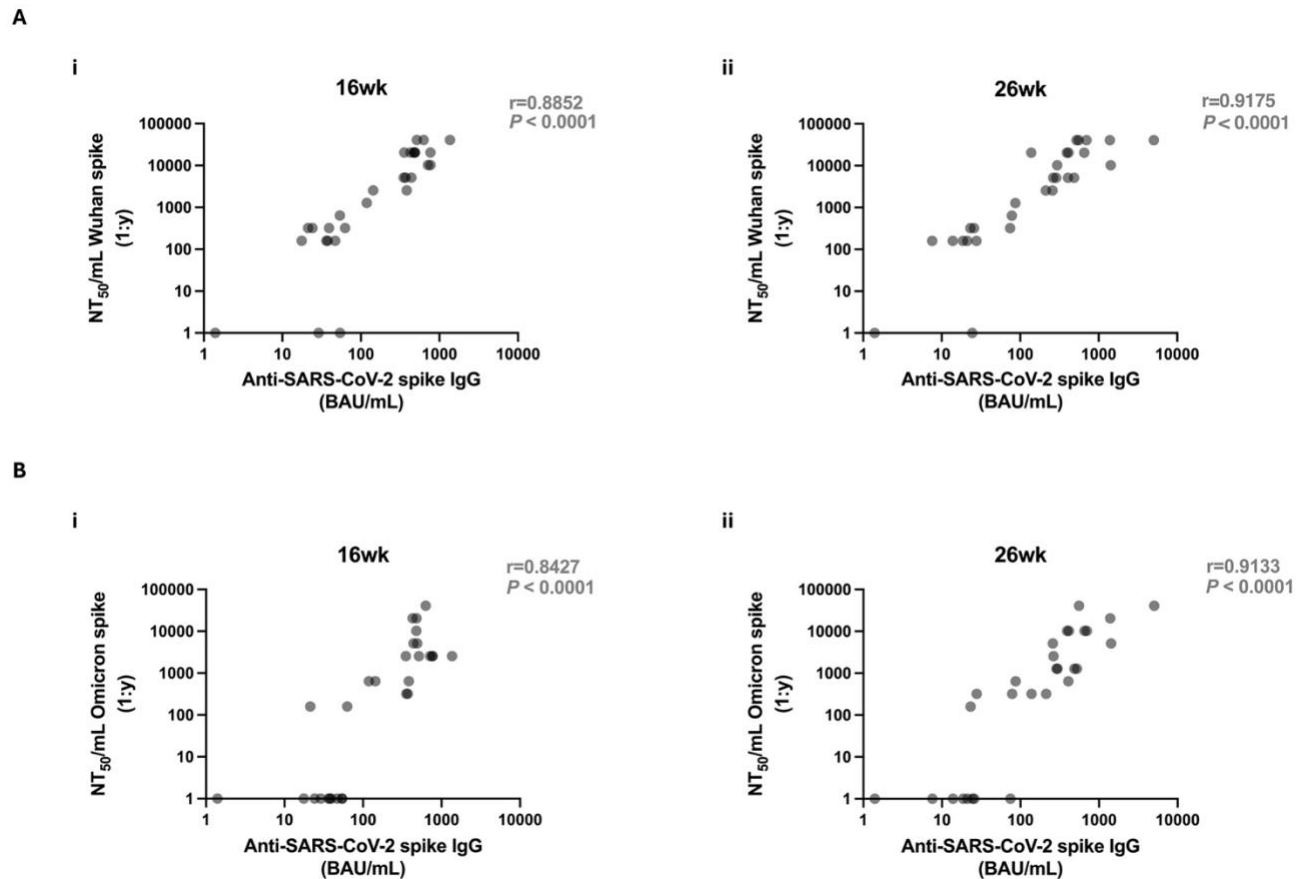 A
i
16wk
r=0.8852
P < 0.0001
NT50/mL Wuhan spike
(1:y)
100000
10000
1000
100
10
1
1 10 100 1000 10000
Anti-SARS-CoV-2 spike IgG
(BAU/mL)
ii
26wk
r=0.9175
P < 0.0001
NT50/mL Wuhan spike
(1:y)
100000
10000
1000
100
10
1
1 10 100 1000 10000
Anti-SARS-CoV-2 spike IgG
(BAU/mL)
B
i
16wk
r=0.8427
P < 0.0001
NT50/mL Omicron spike
(1:y)
100000
10000
1000
100
10
1
1 10 100 1000 10000
Anti-SARS-CoV-2 spike IgG
(BAU/mL)
ii
26wk
r=0.9133
P < 0.0001
NT50/mL Omicron spike
(1:y)
100000
10000
1000
100
10
1
1 10 100 1000 10000
Anti-SARS-CoV-2 spike IgG
(BAU/mL)